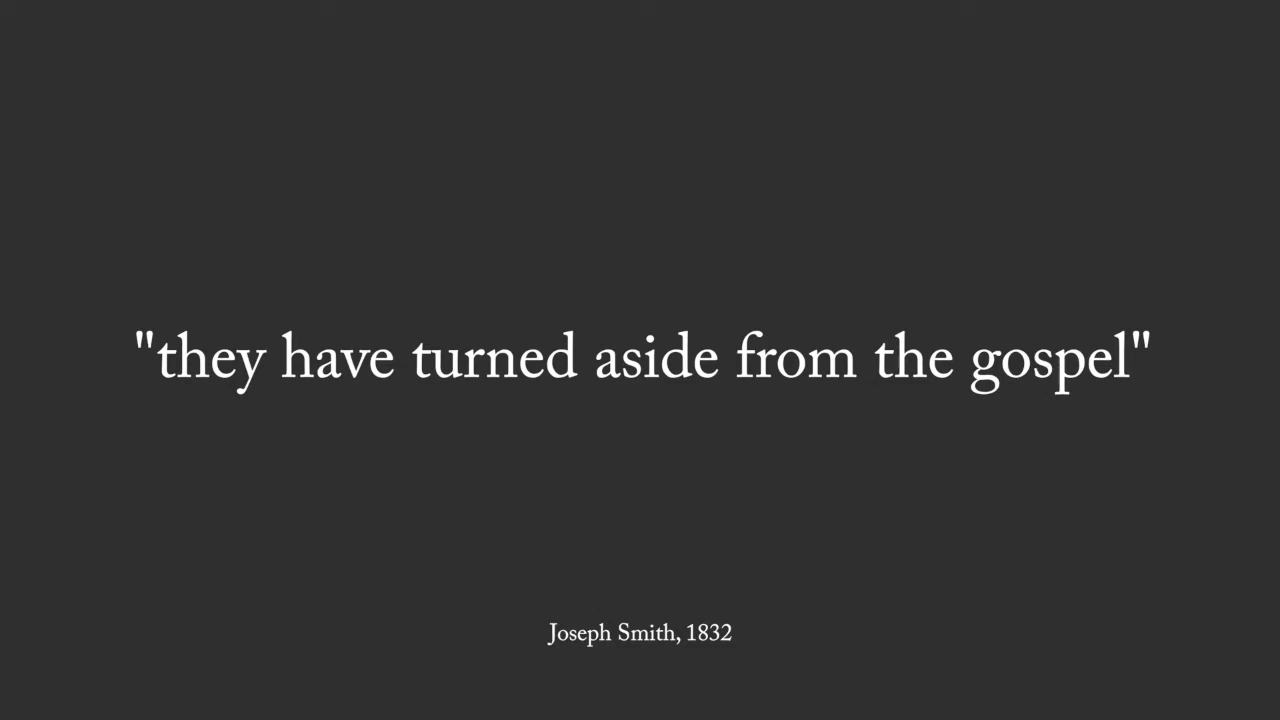 "they have turned aside from the gospel"
Joseph Smith, 1832